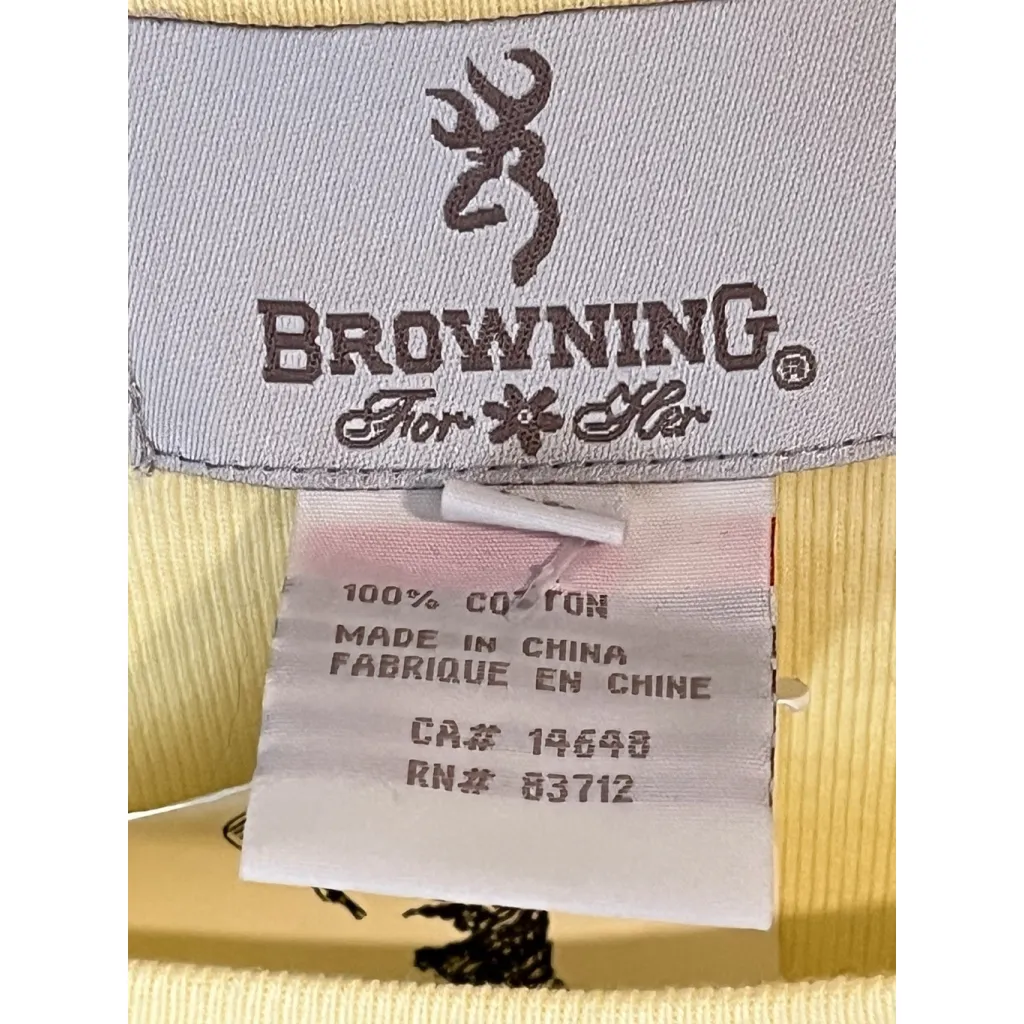 BROWNING®
For Her
100% COTTON
MADE IN CHINA
FABRIQUE EN CHINE
CA# 14648
RN# 83712